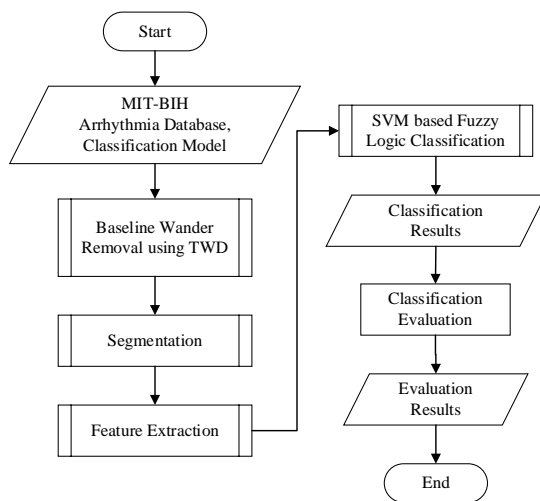 Start
MIT-BIH
Arrhythmia Database,
Classification Model
Baseline Wander
Removal using TWD
Segmentation
Feature Extraction
SVM based Fuzzy
Logic Classification
Classification
Results
Classification
Evaluation
Evaluation
Results
End